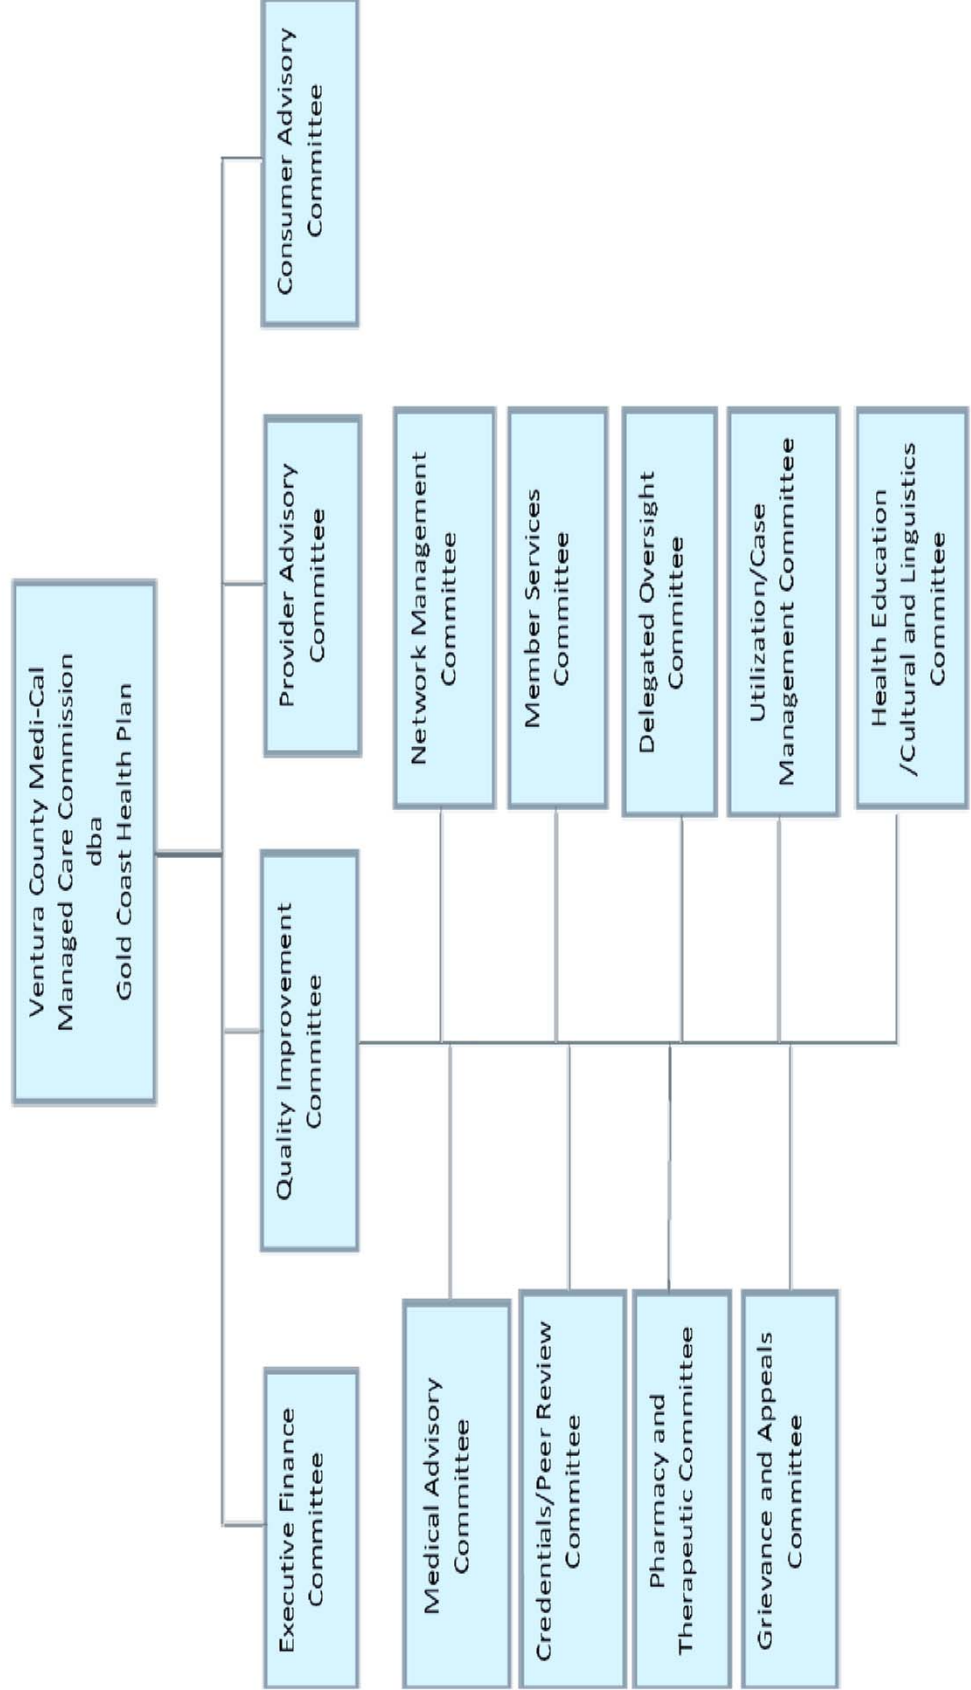 Ventura County Medi-Cal
Managed Care Commission
dba
Gold Coast Health Plan
Executive Finance
Committee
Quality Improvement
Committee
Provider Advisory
Committee
Consumer Advisory
Committee
Medical Advisory
Committee
Network Management
Committee
Credentials/Peer Review
Committee
Member Services
Committee
Pharmacy and
Therapeutic Committee
Delegated Oversight
Committee
Grievance and Appeals
Committee
Utilization/Case
Management Committee
Health Education
/Cultural and Linguistics
Committee